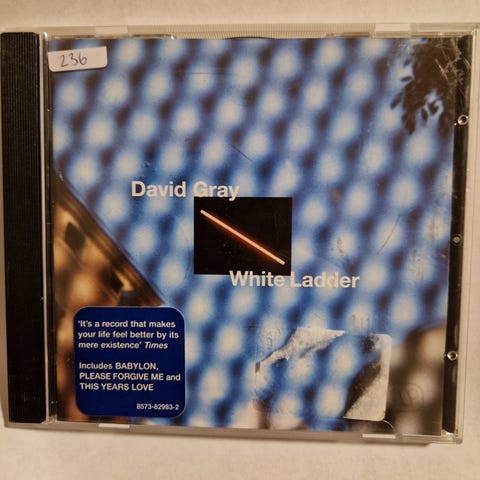 236
David Gray
White Ladder
'It's a record that makes
your life feel better by its
mere existence' Times
Includes BABYLON,
PLEASE FORGIVE ME and
THIS YEARS LOVE
8573-82983-2